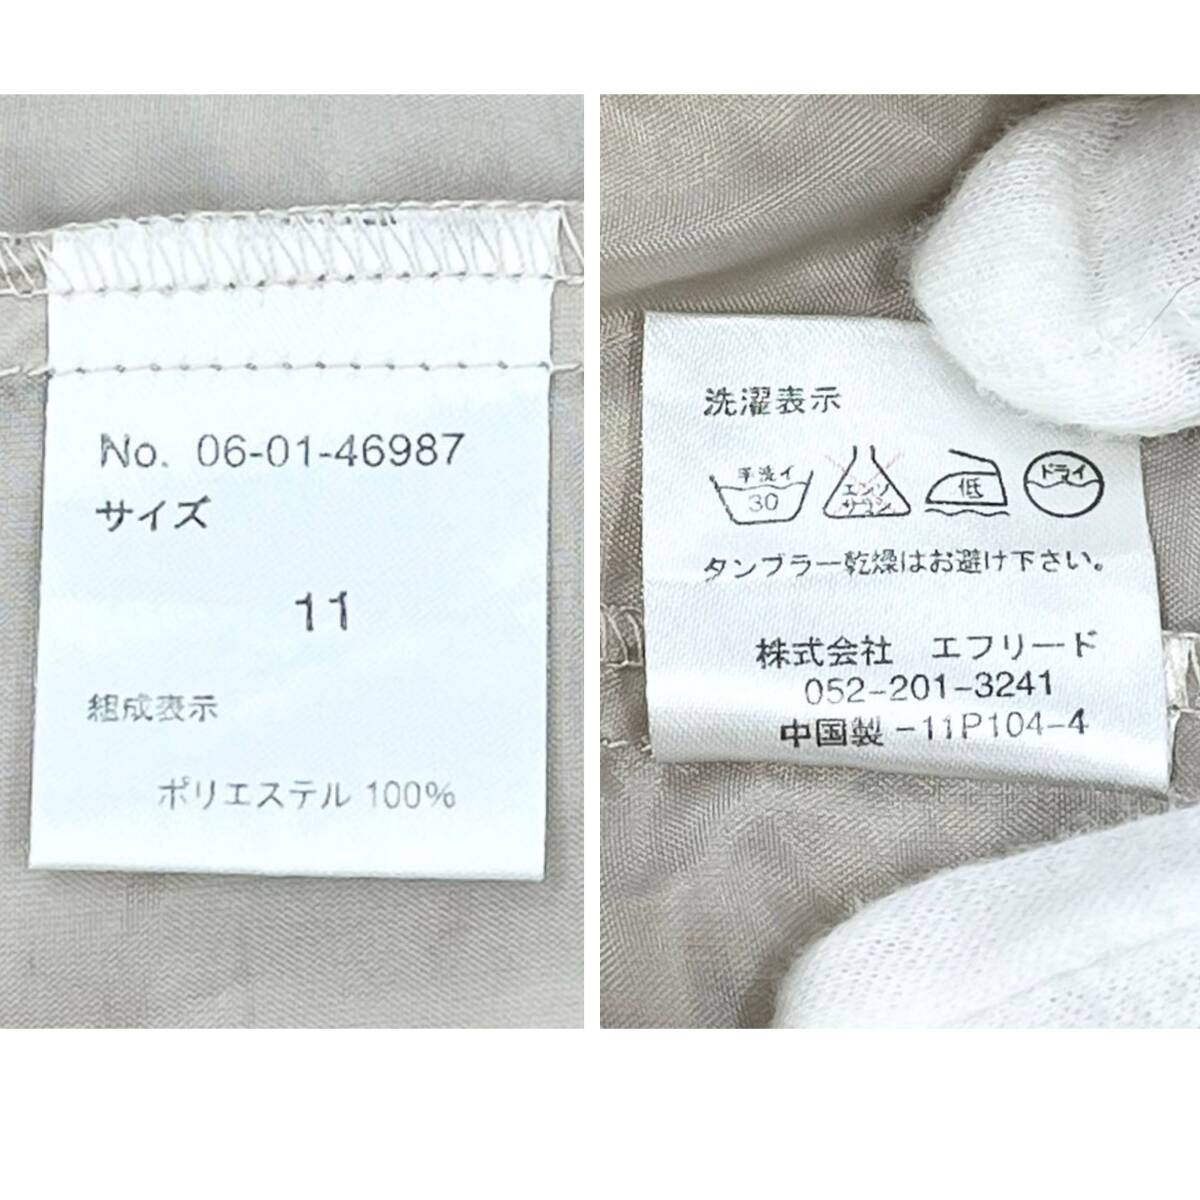 No. 06-01-46987
サイズ
11
組成表示
ポリエステル 100%
洗濯表示
手洗イ
30
エンソ
サラシ
低
ドライ
タンブラー乾燥はお避け下さい。
株式会社 エフリード
052-201-3241
中国製 -11P104-4